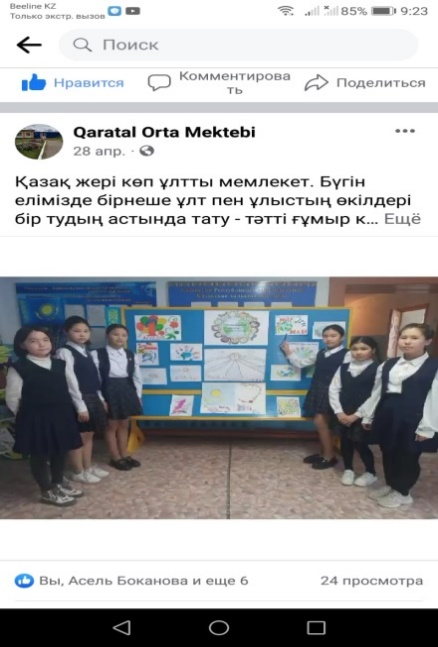 Beeline KZ
Только экстр. вызов
85%
9:23
Поиск
Нравится
Комментирова
ть
Поделиться
Qaratal Orta Mektebi
28 апр.
Қазақ жері көп ұлтты мемлекет. Бүгін
елімізде бірнеше ұлт пен ұлыстың өкілдері
бір тудың астында тату - тәтті ғұмыр к... Ещё
Вы, Асель Боканова и еще 6
24 просмотра